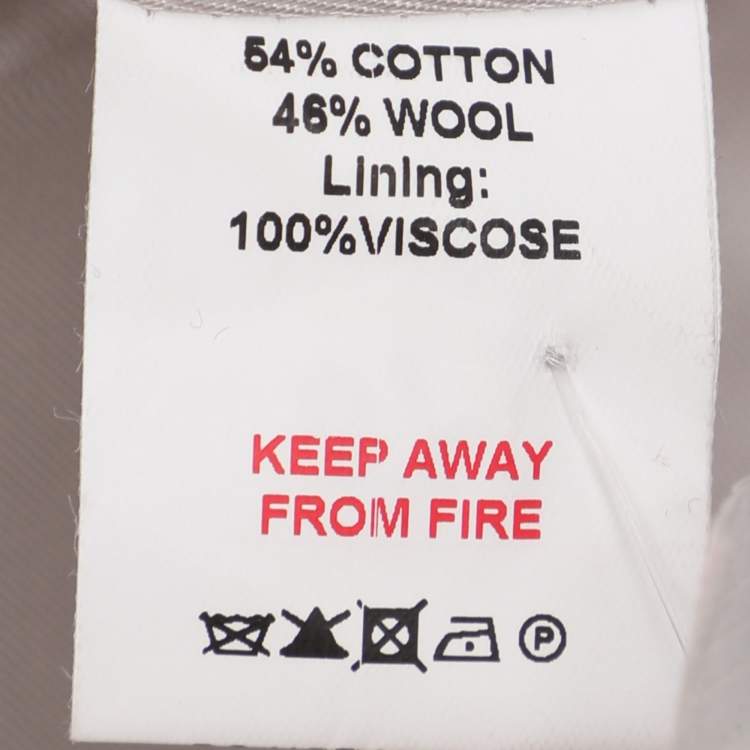 54% COTTON
46% WOOL
Lining:
100%VISCOSE
KEEP AWAY
FROM FIRE
P